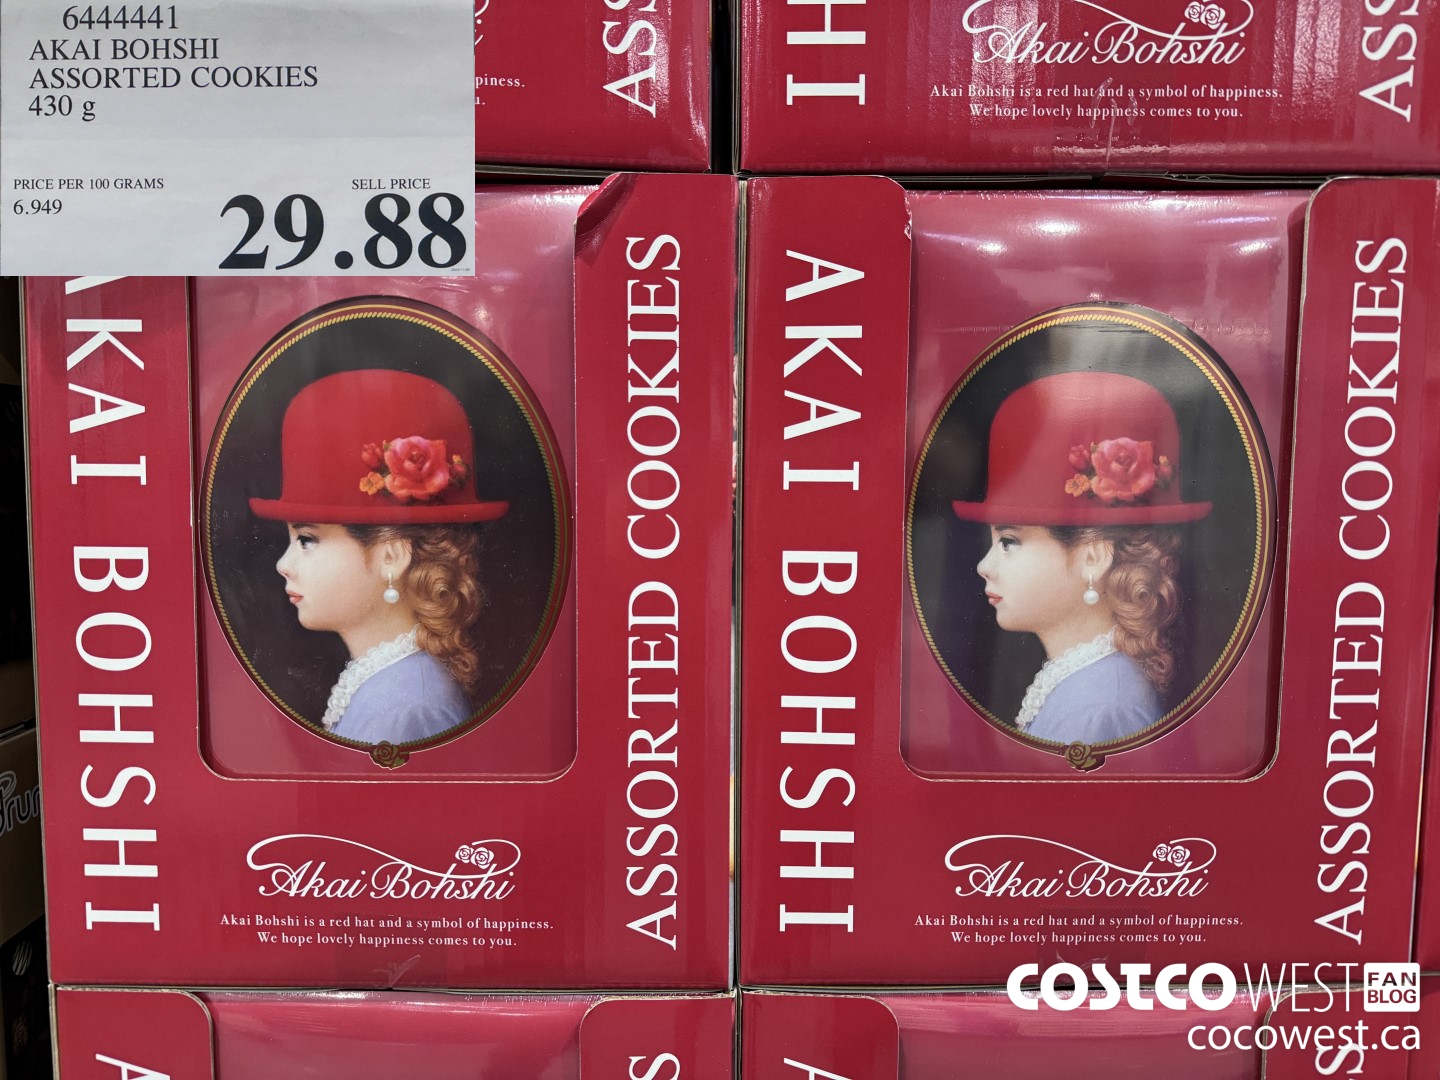 6444441
AKAI BOHSHI
ASSORTED COOKIES
430 g
PRICE PER 100 GRAMS
6.949
SELL PRICE
29.88
piness.
HI
Akai Bohshi
Akai Bohshi is a red hat and a symbol of happiness.
We hope lovely happiness comes to you.
ASS
ASS
AKAI BOHSHI
ASSORTED COOKIES
Akai Bohshi
Akai Bohshi is a red hat and a symbol of happiness.
We hope lovely happiness comes to you.
AKAI BOHSHI
ASSORTED COOKIES
Akai Bohshi
Akai Bohshi is a red hat and a symbol of happiness.
We hope lovely happiness comes to you.
COSTCO WEST FAN BLOG
cocowest.ca